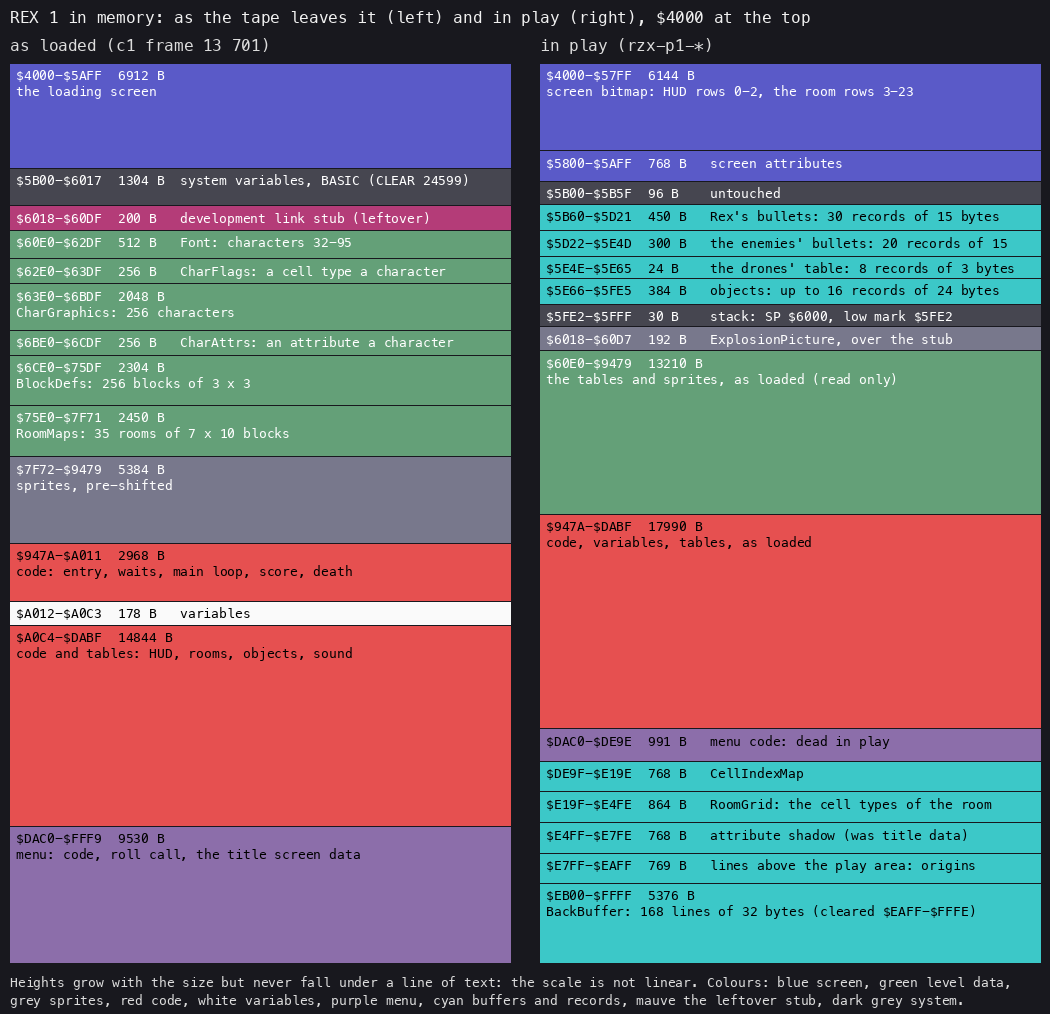 REX 1 in memory: as the tape leaves it (left) and in play (right), $4000 at the top
as loaded (c1 frame 13 701)
$4000–$5AFF 6912 B
the loading screen
$5B00–$6017 1304 B system variables, BASIC (CLEAR 24599)
$6018–$60DF 200 B development link stub (leftover)
$60E0–$62DF 512 B Font: characters 32–95
$62E0–$63DF 256 B CharFlags: a cell type a character
$63E0–$6BDF 2048 B
CharGraphics: 256 characters
$6BE0–$6CDF 256 B CharAttrs: an attribute a character
$6CE0–$75DF 2304 B
BlockDefs: 256 blocks of 3 x 3
$75E0–$7F71 2450 B
RoomMaps: 35 rooms of 7 x 10 blocks
$7F72–$9479 5384 B
sprites, pre–shifted
$947A–$A011 2968 B
code: entry, waits, main loop, score, death
$A012–$A0C3 178 B variables
$A0C4–$DABF 14844 B
code and tables: HUD, rooms, objects, sound
$DAC0–$FFF9 9530 B
menu: code, roll call, the title screen data
in play (rzx–p1–*)
$4000–$57FF 6144 B
screen bitmap: HUD rows 0–2, the room rows 3–23
$5800–$5AFF 768 B screen attributes
$5B00–$5B5F 96 B untouched
$5B60–$5D21 450 B Rex's bullets: 30 records of 15 bytes
$5D22–$5E4D 300 B the enemies' bullets: 20 records of 15
$5E4E–$5E65 24 B the drones' table: 8 records of 3 bytes
$5E66–$5FE5 384 B objects: up to 16 records of 24 bytes
$5FE2–$5FFF 30 B stack: SP $6000, low mark $5FE2
$6018–$60D7 192 B ExplosionPicture, over the stub
$60E0–$9479 13210 B
the tables and sprites, as loaded (read only)
$947A–$DABF 17990 B
code, variables, tables, as loaded
$DAC0–$DE9E 991 B menu code: dead in play
$DE9F–$E19E 768 B CellIndexMap
$E19F–$E4FE 864 B RoomGrid: the cell types of the room
$E4FF–$E7FE 768 B attribute shadow (was title data)
$E7FF–$EAFF 769 B lines above the play area: origins
$EB00–$FFFF 5376 B
BackBuffer: 168 lines of 32 bytes (cleared $EAFF–$FFFE)
Heights grow with the size but never fall under a line of text: the scale is not linear. Colours: blue screen, green level data,
grey sprites, red code, white variables, purple menu, cyan buffers and records, mauve the leftover stub, dark grey system.